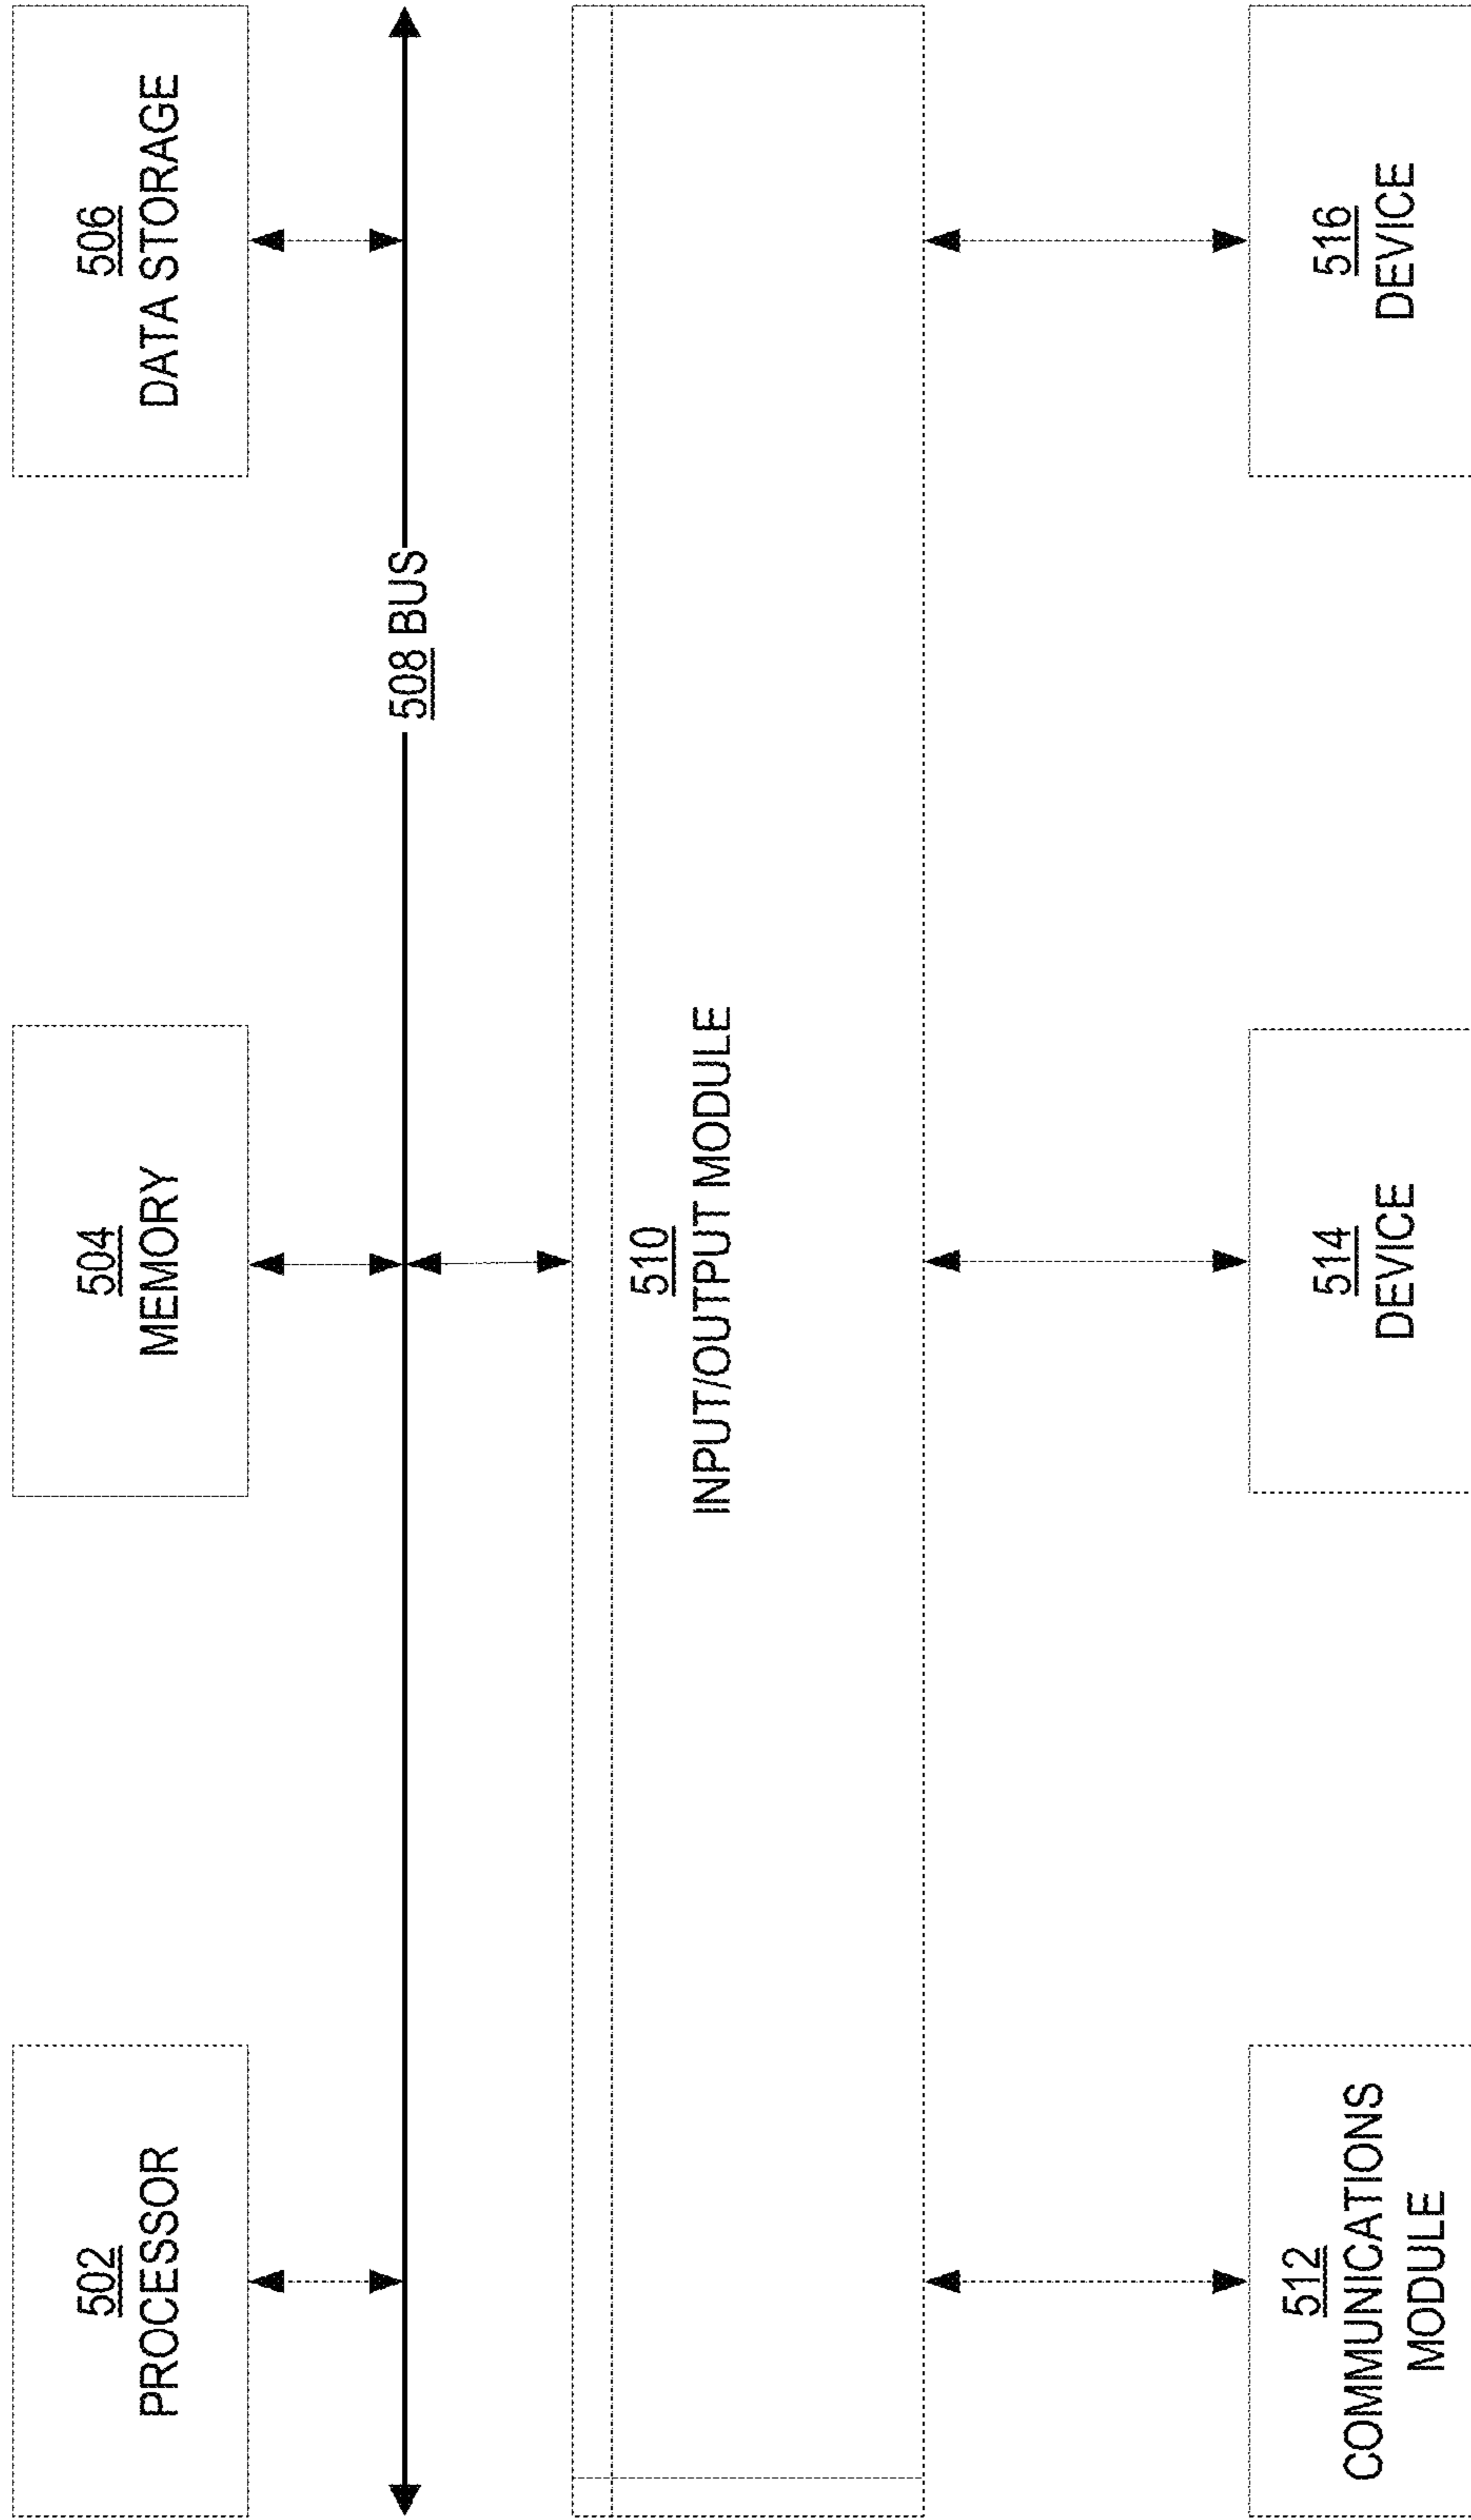 502
PROCESSOR
504
MEMORY
506
DATA STORAGE
508 BUS
510
INPUT/OUTPUT MODULE
512
COMMUNICATIONS
MODULE
514
DEVICE
516
DEVICE